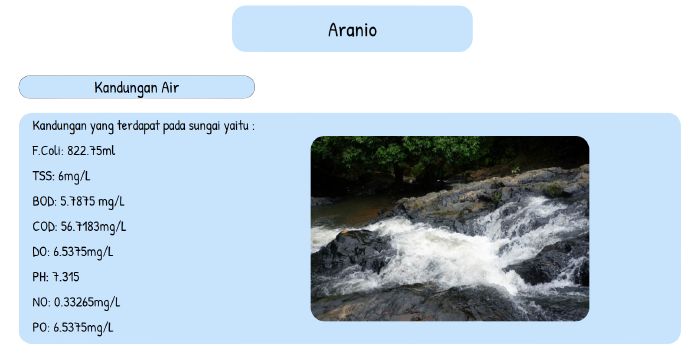 Aranio
Kandungan Air
Kandungan yang terdapat pada sungai yaitu :
F.Coli: 822.75ml
TSS: 6mg/L
BOD: 5.7875 mg/L
COD: 56.7183mg/L
DO: 6.5375mg/L
PH: 7.315
NO: 0.33265mg/L
PO: 6.5375mg/L